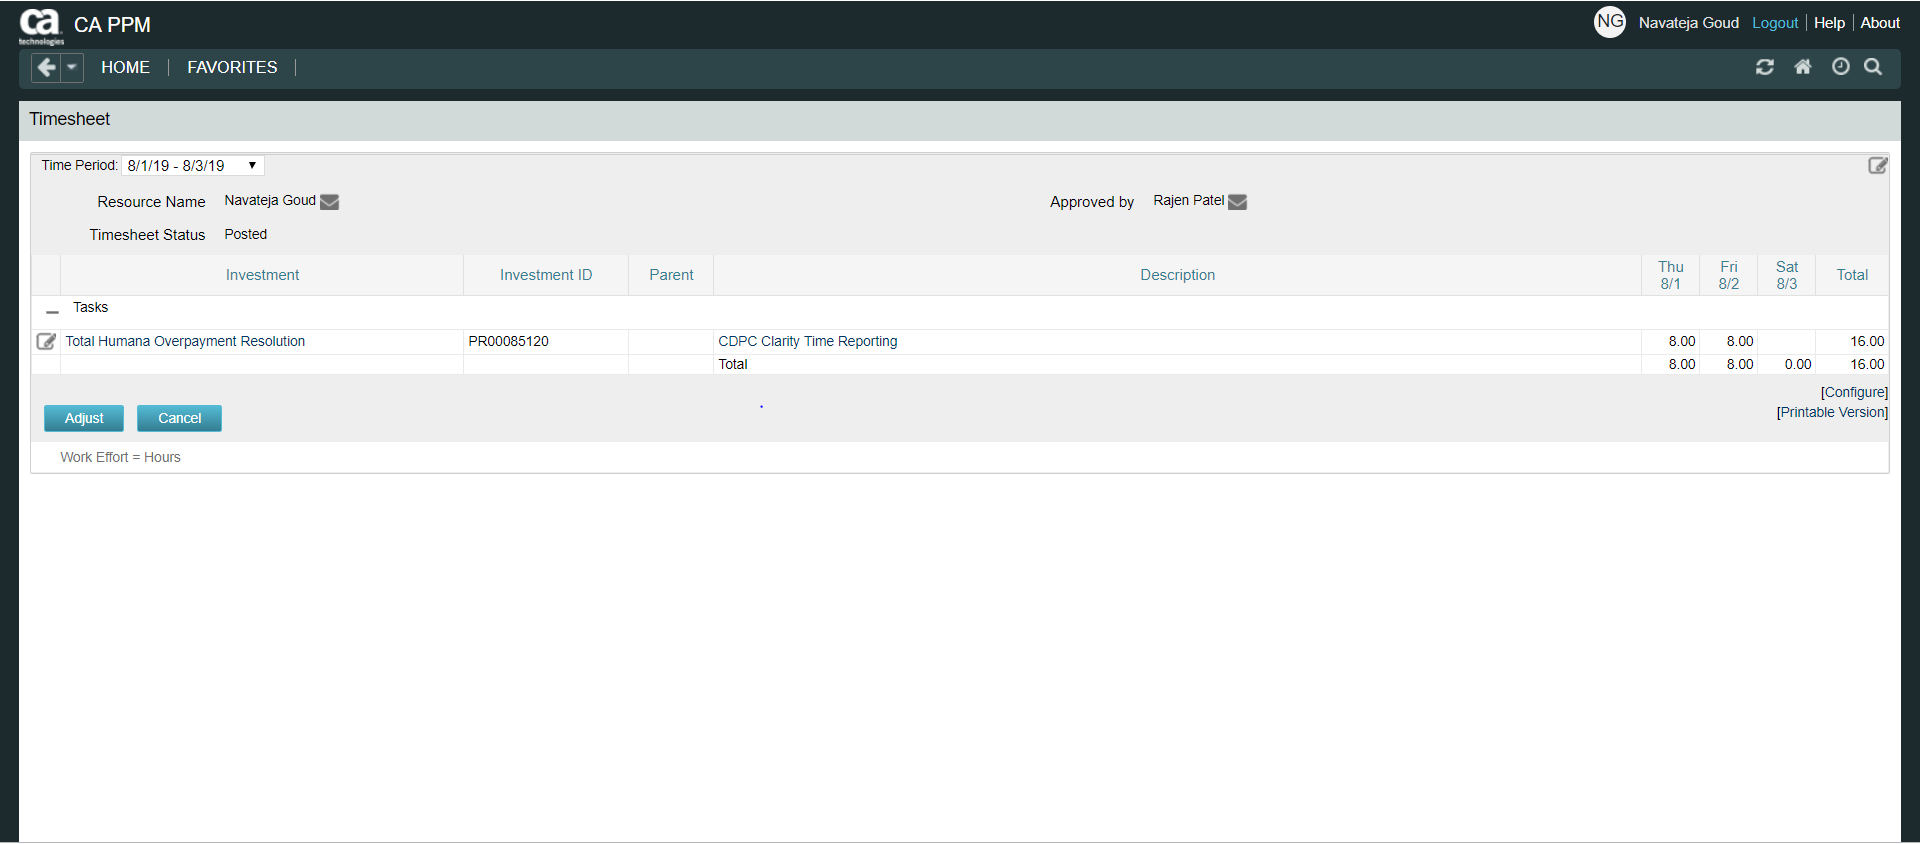 ca technologies CA PPM NG Navateja Goud Logout Help About
HOME FAVORITES
Timesheet
Time Period: 8/1/19 - 8/3/19
Resource Name Navateja Goud Approved by Rajen Patel
Timesheet Status Posted
Investment Investment ID Parent Description Thu 8/1 Fri 8/2 Sat 8/3 Total
Tasks
Total Humana Overpayment Resolution PR00085120 CDPC Clarity Time Reporting 8.00 8.00 16.00
Total 8.00 8.00 0.00 16.00
[Configure]
[Printable Version]
Adjust Cancel
Work Effort = Hours